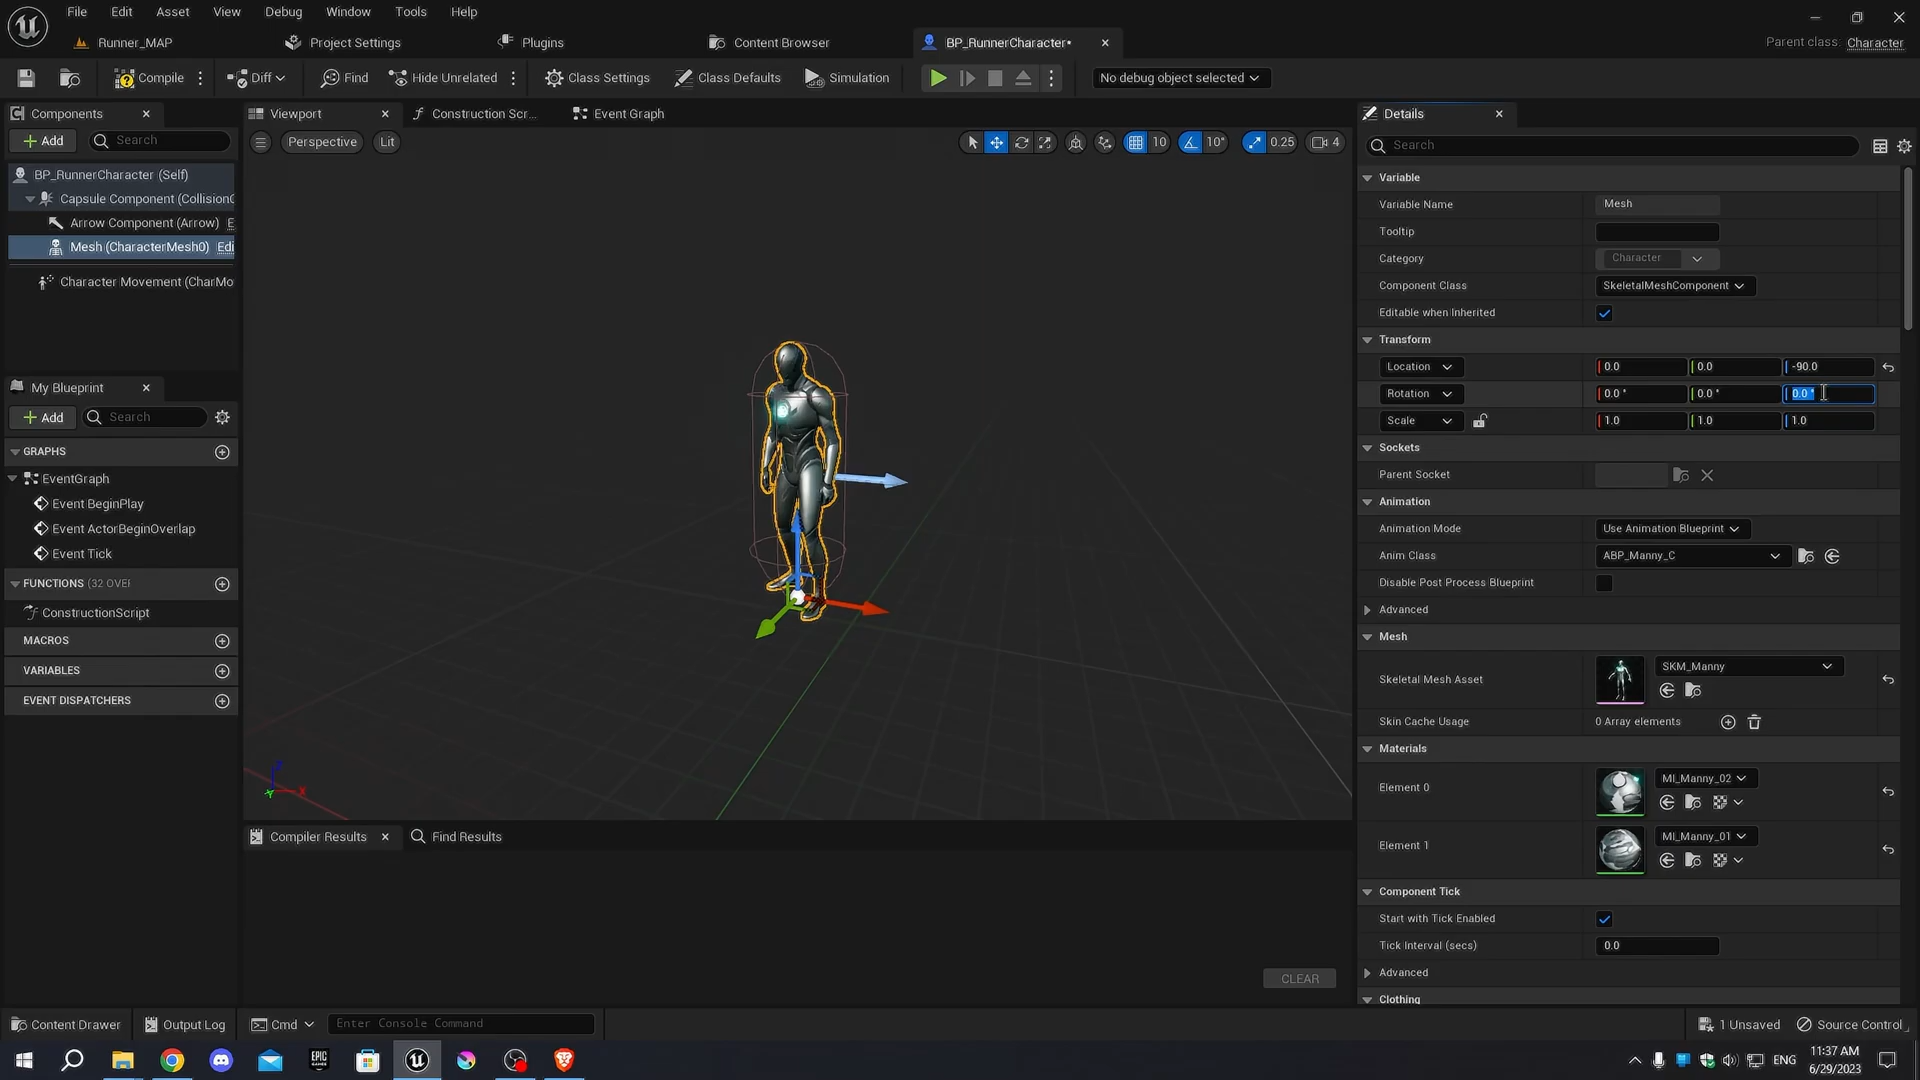 File Edit Asset View Debug Window Tools Help
Runner_MAP Project Settings Plugins Content Browser BP_RunnerCharacter• Parent class: Character
Compile Diff Find Hide Unrelated Class Settings Class Defaults Simulation No debug object selected
Components
Add Search
BP_RunnerCharacter (Self)
Capsule Component (Collision
Arrow Component (Arrow) E
Mesh (CharacterMesh0) Edi
Character Movement (CharMo
My Blueprint
Add Search
GRAPHS
EventGraph
Event BeginPlay
Event ActorBeginOverlap
Event Tick
FUNCTIONS (32 OVER
ConstructionScript
MACROS
VARIABLES
EVENT DISPATCHERS
Viewport Construction Scr... Event Graph
Perspective Lit 10 10° 0.25 4
Z
X
Y
Compiler Results Find Results
CLEAR
Details
Search
Variable
Variable Name Mesh
Tooltip
Category Character
Component Class SkeletalMeshComponent
Editable when Inherited
Transform
Location 0.0 0.0 -90.0
Rotation 0.0 ° 0.0 ° 0.0 °
Scale 1.0 1.0 1.0
Sockets
Parent Socket
Animation
Animation Mode Use Animation Blueprint
Anim Class ABP_Manny_C
Disable Post Process Blueprint
Advanced
Mesh
Skeletal Mesh Asset SKM_Manny
Skin Cache Usage 0 Array elements
Materials
Element 0 MI_Manny_02
Element 1 MI_Manny_01
Component Tick
Start with Tick Enabled
Tick Interval (secs) 0.0
Advanced
Clothing
Content Drawer Output Log Cmd Enter Console Command 1 Unsaved Source Control
EPIC GAMES ENG 11:37 AM
6/29/2023